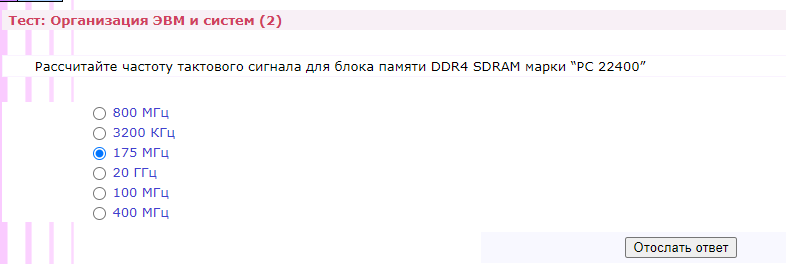 Тест: Организация ЭВМ и систем (2)
Рассчитайте частоту тактового сигнала для блока памяти DDR4 SDRAM марки “PC 22400”
800 МГц
3200 КГц
175 МГц
20 ГГц
100 МГц
400 МГц
Отослать ответ